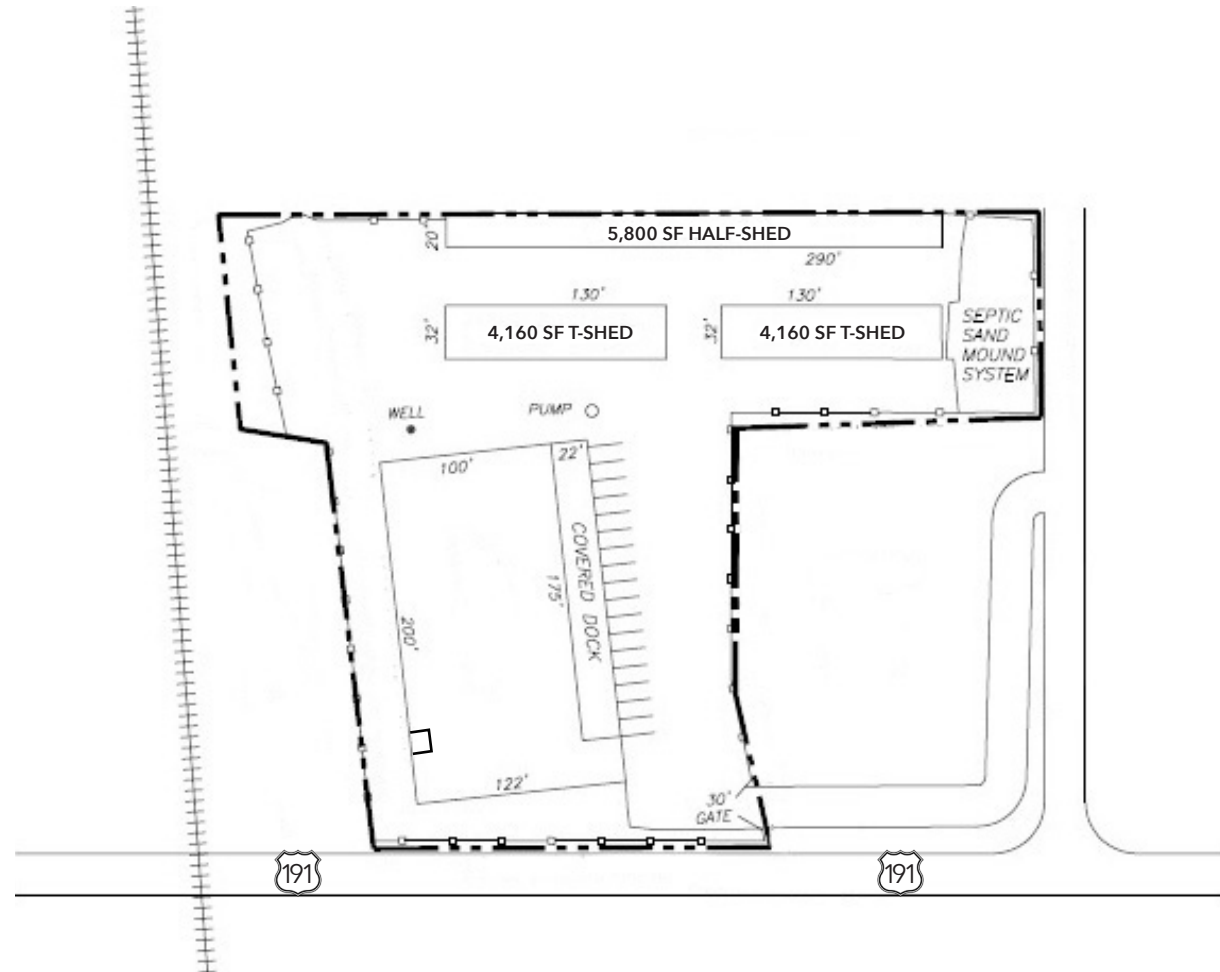 5,800 SF HALF-SHED
20'
290'
130'
130'
32'
4,160 SF T-SHED
32'
4,160 SF T-SHED
SEPTIC
SAND
MOUND
SYSTEM
WELL
PUMP
100'
22'
COVERED DOCK
175'
200'
122'
30'
GATE
191
191